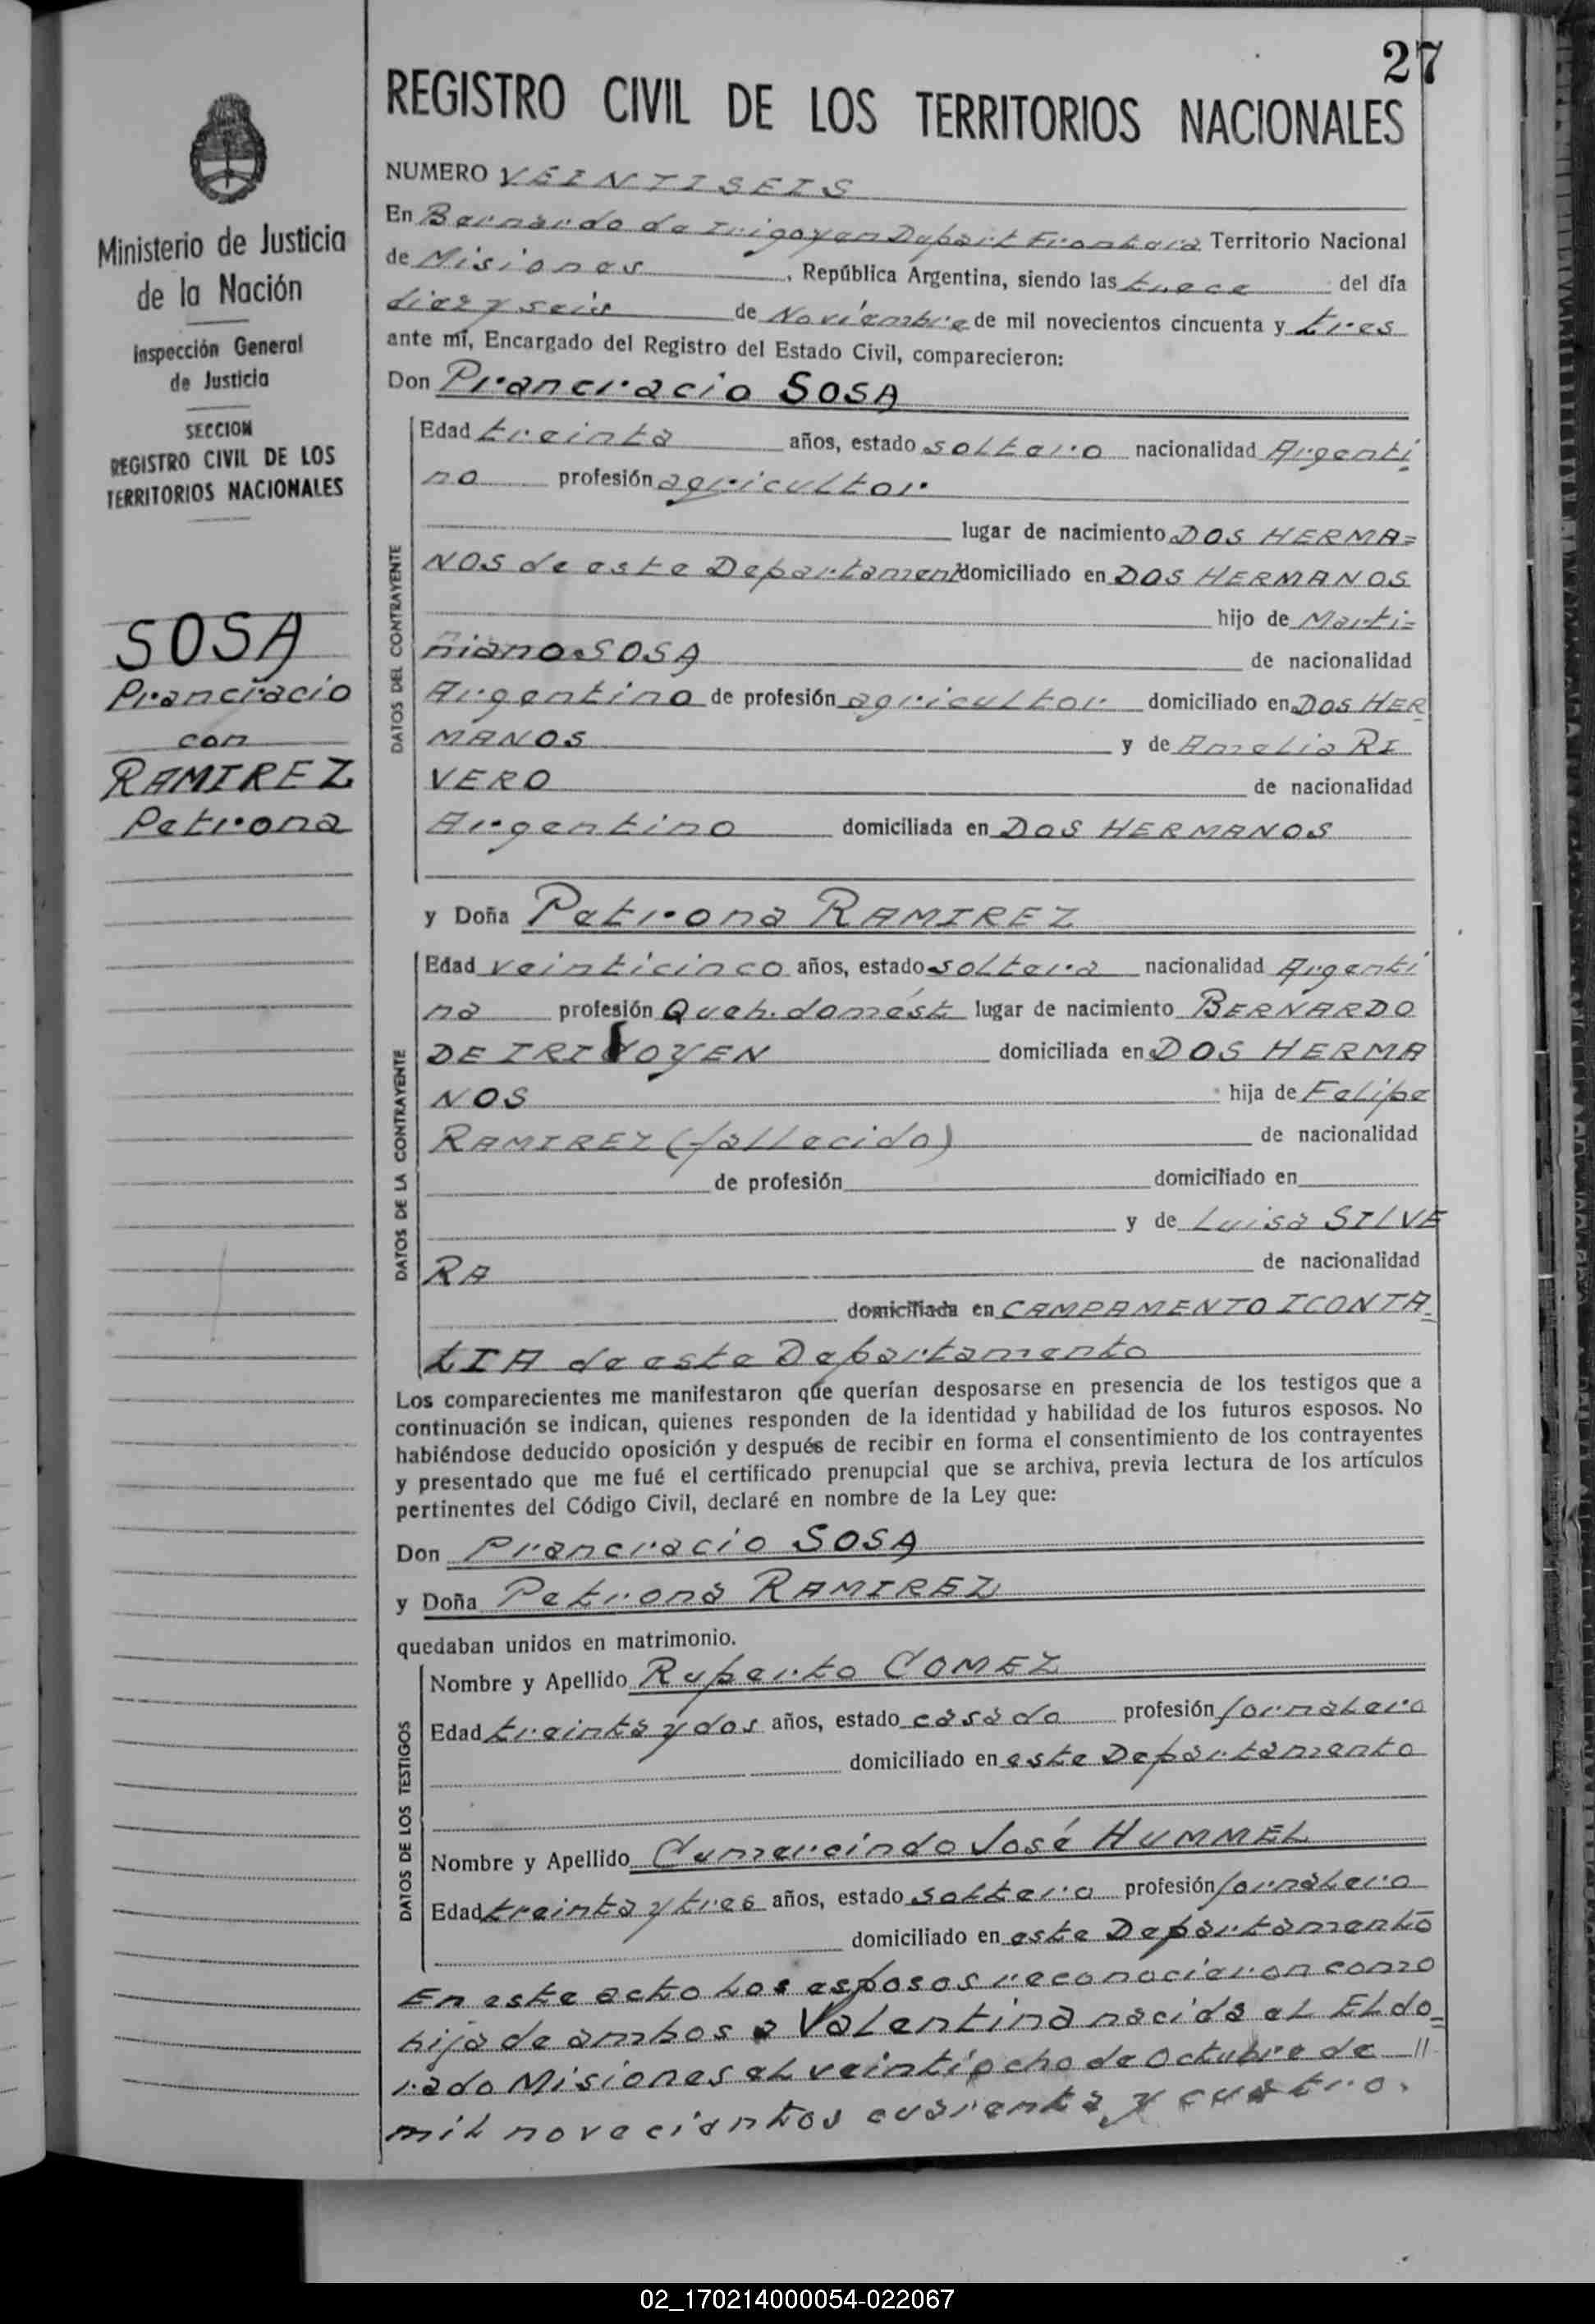 27
REGISTRO CIVIL DE LOS TERRITORIOS NACIONALES
Ministerio de Justicia
de la Nación
Inspección General
de Justicia
SECCION
REGISTRO CIVIL DE LOS
TERRITORIOS NACIONALES
SOSA
Prancracio
con
RAMIREZ
Petrona
NUMERO VEINTISEIS
En Bernardo de Irigoyen Depart Frontera Territorio Nacional
de Misiones, República Argentina, siendo las trece del día
diez y seis de Noviembre de mil novecientos cincuenta y tres
ante mí, Encargado del Registro del Estado Civil, comparecieron:
Don Prancracio SOSA
DATOS DEL CONTRAYENTE
Edad treinta años, estado soltero nacionalidad Argenti
no profesión agricultor
lugar de nacimiento DOS HERMA=
NOS de este Departament domiciliado en DOS HERMANOS
hijo de Marti=
niano SOSA de nacionalidad
Argentino de profesión agricultor domiciliado en DOS HER
MANOS y de Amelia RI
VERO de nacionalidad
Argentino domiciliada en DOS HERMANOS
y Doña Petrona RAMIREZ
DATOS DE LA CONTRAYENTE
Edad veinticinco años, estado soltera nacionalidad Argenti
na profesión Queh. domést lugar de nacimiento BERNARDO
DE IRIGOYEN domiciliada en DOS HERMA
NOS hija de Felipe
RAMIREZ (fallecido) de nacionalidad
de profesión domiciliado en
y de Luisa SILVE
RA de nacionalidad
domiciliada en CAMPAMENTO ICONTA
LIA de este Departamento
Los comparecientes me manifestaron que querían desposarse en presencia de los testigos que a
continuación se indican, quienes responden de la identidad y habilidad de los futuros esposos. No
habiéndose deducido oposición y después de recibir en forma el consentimiento de los contrayentes
y presentado que me fué el certificado prenupcial que se archiva, previa lectura de los artículos
pertinentes del Código Civil, declaré en nombre de la Ley que:
Don Prancracio SOSA
y Doña Petrona RAMIREZ
quedaban unidos en matrimonio.
DATOS DE LOS TESTIGOS
Nombre y Apellido Ruperto GOMEZ
Edad treinta y dos años, estado casado profesión jornalero
domiciliado en este Departamento
Nombre y Apellido Gumercindo José HUMMEL
Edad treinta y tres años, estado soltero profesión jornalero
domiciliado en este Departamento
En este acto los esposos reconocieron como
hija de ambos a Valentina nacida el Eldo=
rado Misiones el veintiocho de Octubre de //
mil novecientos cuarenta y cuatro.
02_170214000054-022067